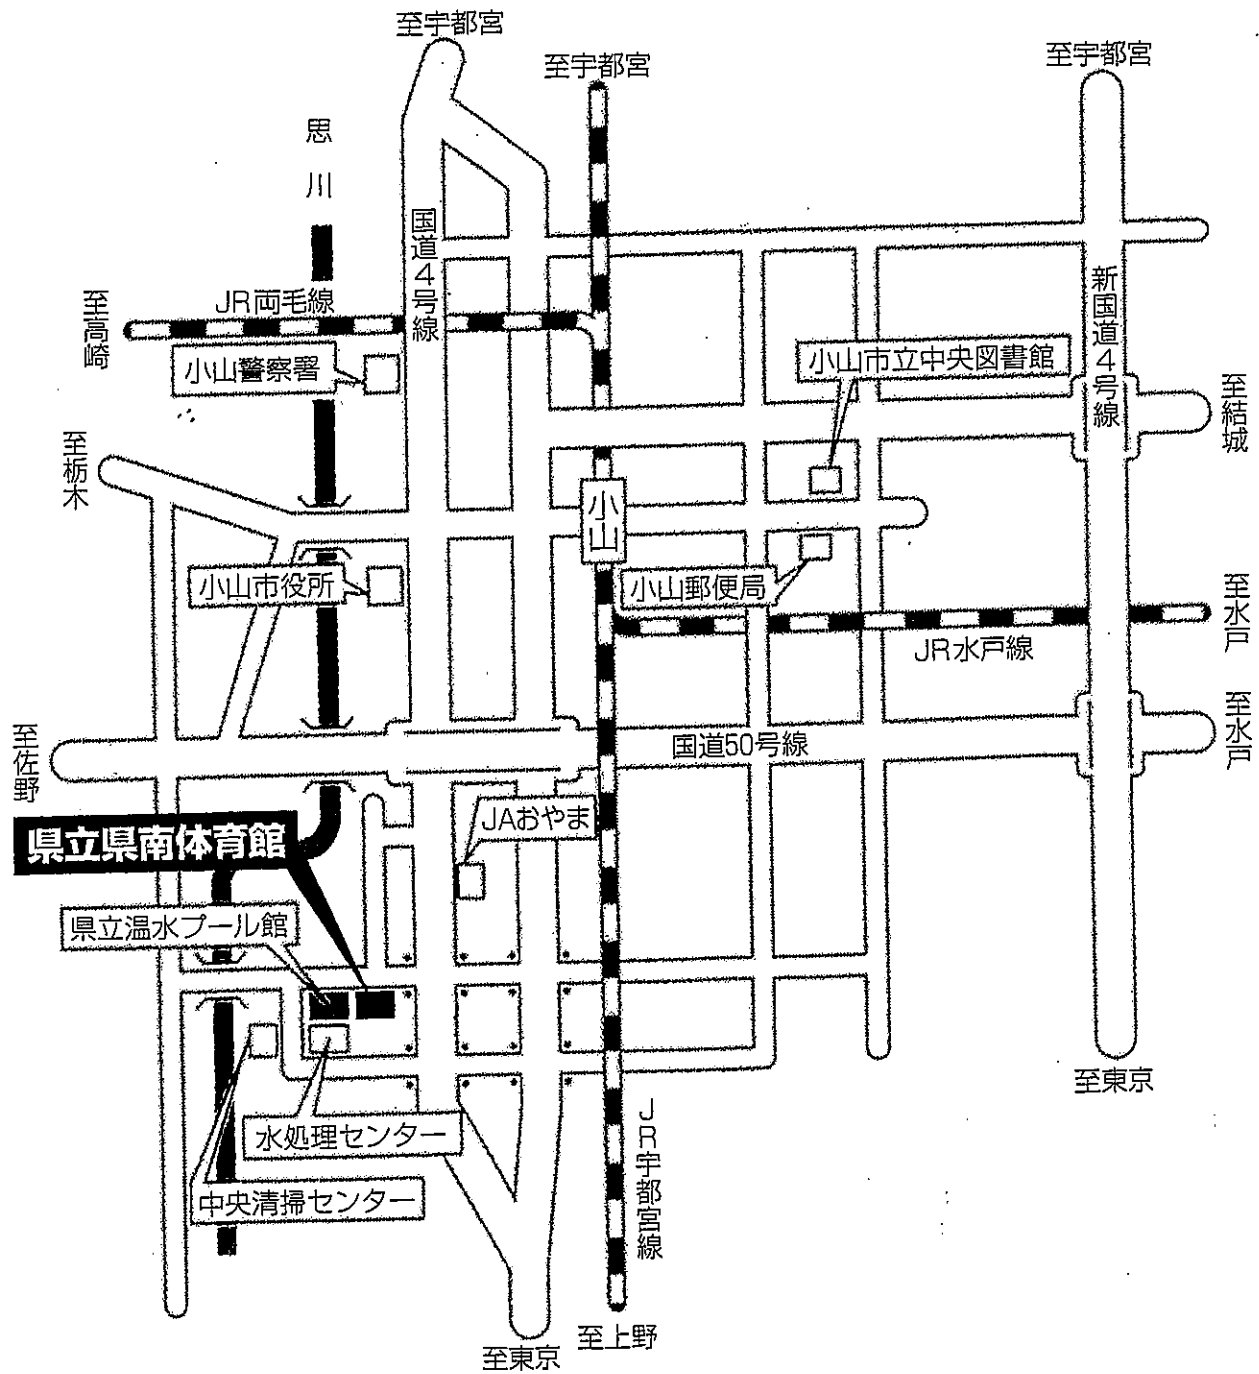 至宇都宮
至宇都宮
至宇都宮
思川
国道4号線
新国道4号線
至高崎
JR両毛線
小山警察署
小山市立中央図書館
至結城
至栃木
小山
小山市役所
小山郵便局
至水戸
JR水戸線
至水戸
至佐野
国道50号線
JAおやま
県立県南体育館
県立温水プール館
水処理センター
中央清掃センター
JR宇都宮線
至東京
至上野
至東京